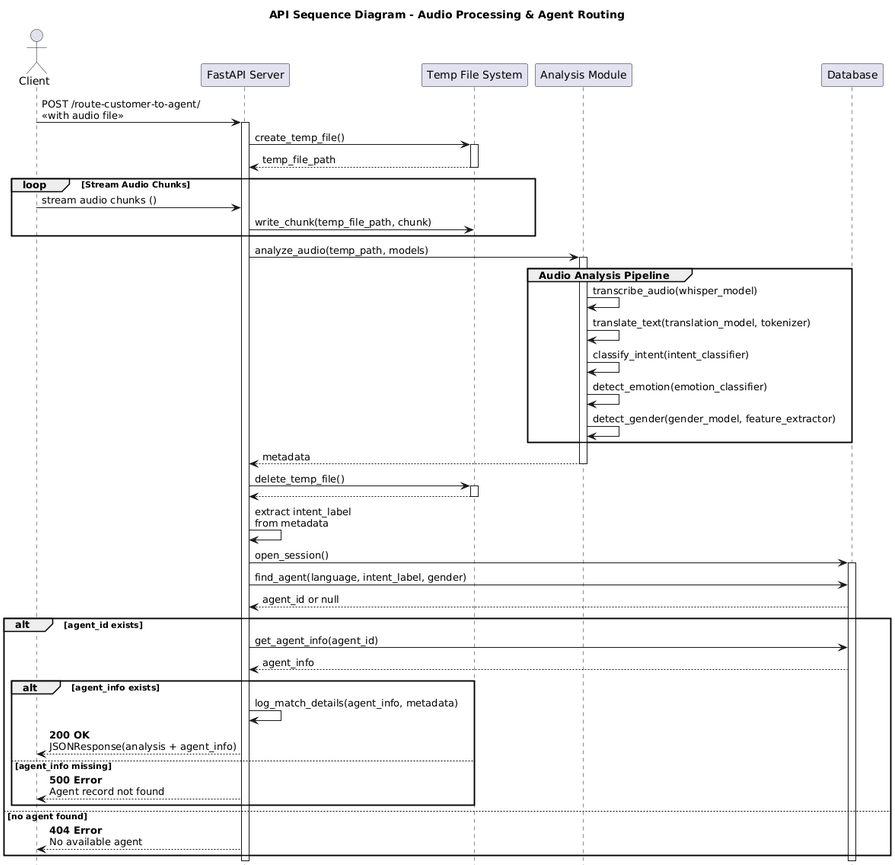 API Sequence Diagram - Audio Processing & Agent Routing
Client
FastAPI Server
Temp File System
Analysis Module
Database
POST /route-customer-to-agent/
«with audio file»
create_temp_file()
temp_file_path
loop
[Stream Audio Chunks]
stream audio chunks ()
write_chunk(temp_file_path, chunk)
analyze_audio(temp_path, models)
Audio Analysis Pipeline
transcribe_audio(whisper_model)
translate_text(translation_model, tokenizer)
classify_intent(intent_classifier)
detect_emotion(emotion_classifier)
detect_gender(gender_model, feature_extractor)
metadata
delete_temp_file()
extract intent_label
from metadata
open_session()
find_agent(language, intent_label, gender)
agent_id or null
alt
[agent_id exists]
get_agent_info(agent_id)
agent_info
alt
[agent_info exists]
log_match_details(agent_info, metadata)
200 OK
JSONResponse(analysis + agent_info)
[agent_info missing]
500 Error
Agent record not found
[no agent found]
404 Error
No available agent